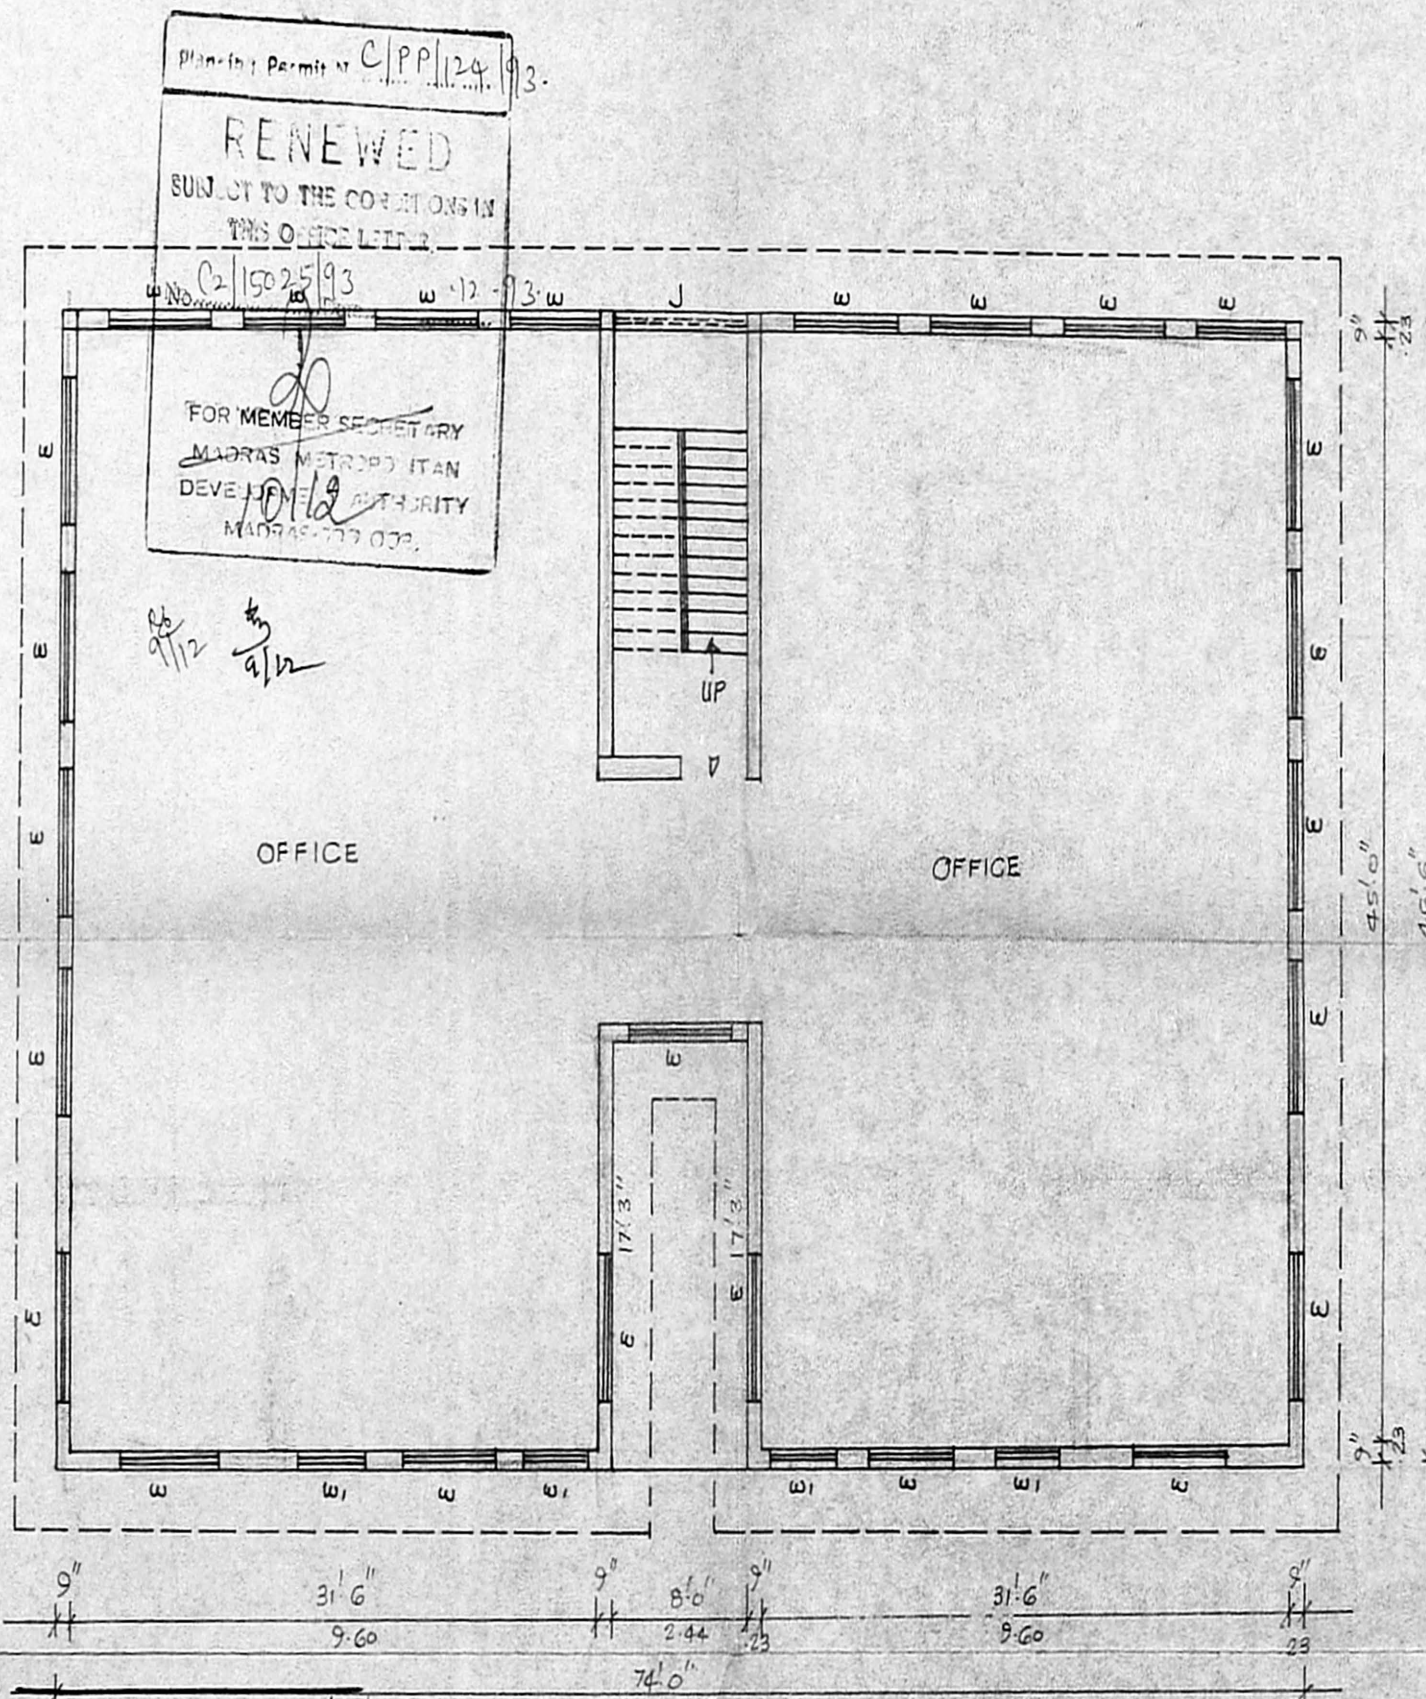 Planning Permit No C/PP/124/93.
RENEWED
SUBJECT TO THE CONDITIONS IN
THIS OFFICE LETTER
No. C2/15025/93 -12-93.
FOR MEMBER SECRETARY
MADRAS METROPOLITAN
DEVELOPMENT AUTHORITY
MADRAS
10/12
9/12
9/12
W W W W J W W W W
W W
W W
W W
W W
W W
UP
OFFICE
OFFICE
W
17'3"
17'3"
W
W
W W1 W W1 W1 W W1 W
9"
.23
45'0"
9"
.23
9" 31'6" 9" 8'0" 9" 31'6" 9"
9.60 2.44 .23 9.60 .23
74'0"